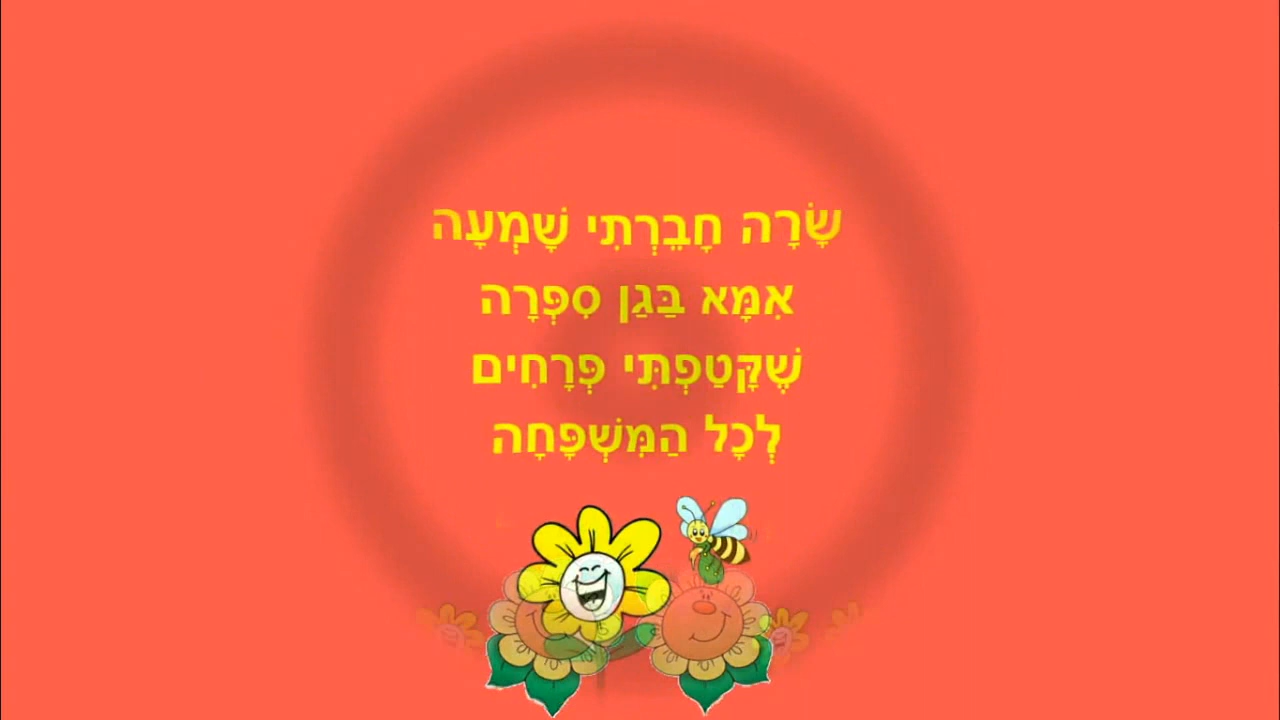 שָׂרָה חֲבֵרְתִי שָׁמְעָה
אִמָּא בַּגַן סִפְּרָה
שֶׁקָּטַפְתִּי פְּרָחִים
לְכָל הַמִּשְׁפָּחָה